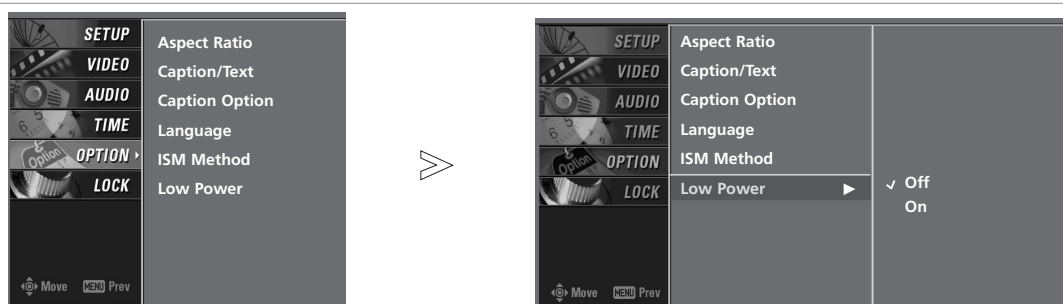 SETUP
VIDEO
AUDIO
TIME
OPTION
LOCK
Aspect Ratio
Caption/Text
Caption Option
Language
ISM Method
Low Power
Move MENU Prev
SETUP
VIDEO
AUDIO
TIME
OPTION
LOCK
Aspect Ratio
Caption/Text
Caption Option
Language
ISM Method
Low Power
Off
On
Move MENU Prev